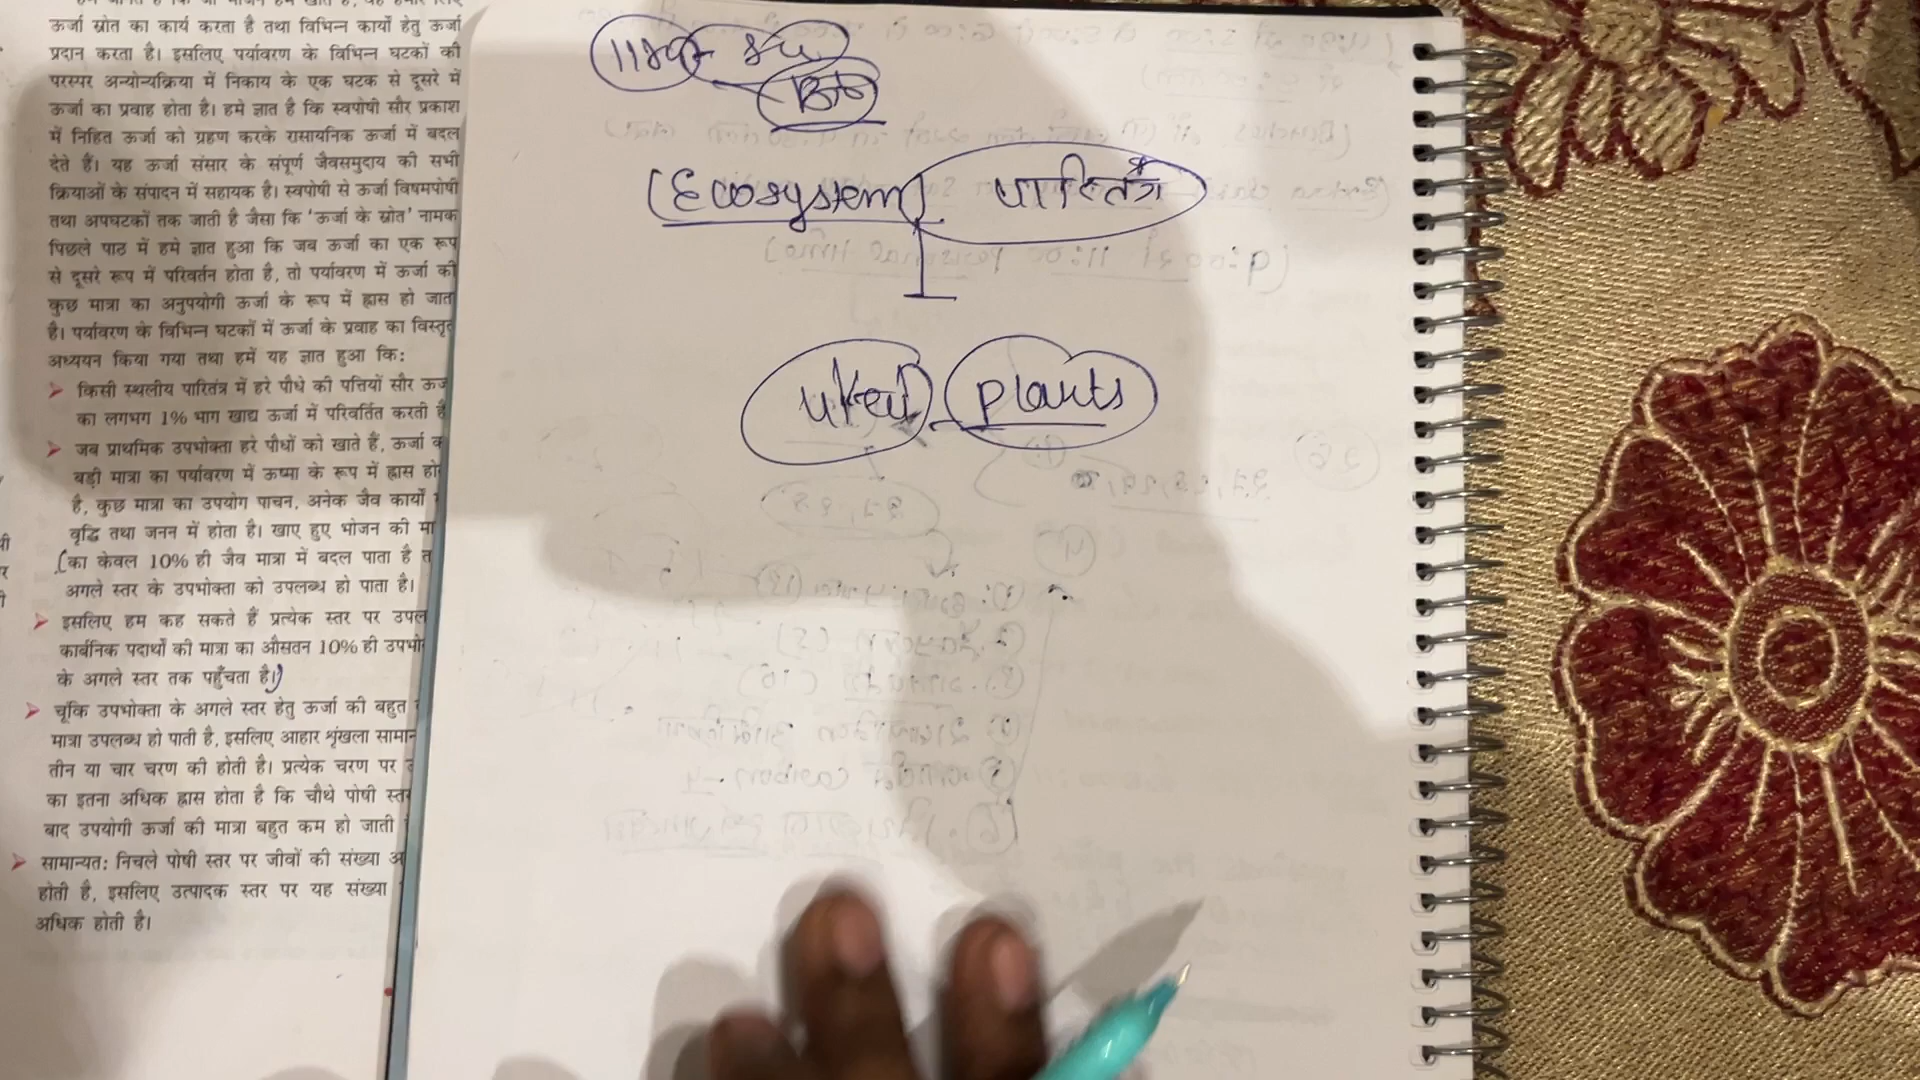 ऊर्जा स्रोत का कार्य करता है तथा विभिन्न कार्यों हेतु ऊर्जा
प्रदान करता है। इसलिए पर्यावरण के विभिन्न घटकों की
परस्पर अन्योन्यक्रिया में निकाय के एक घटक से दूसरे में
ऊर्जा का प्रवाह होता है। हमे ज्ञात है कि स्वपोषी सौर प्रकाश
में निहित ऊर्जा को ग्रहण करके रासायनिक ऊर्जा में बदल
देते हैं। यह ऊर्जा संसार के संपूर्ण जैवसमुदाय की सभी
क्रियाओं के संपादन में सहायक है। स्वपोषी से ऊर्जा विषमपोषी
तथा अपघटकों तक जाती है जैसा कि 'ऊर्जा के स्रोत' नामक
पिछले पाठ में हमे ज्ञात हुआ कि जब ऊर्जा का एक रूप
से दूसरे रूप में परिवर्तन होता है, तो पर्यावरण में ऊर्जा की
कुछ मात्रा का अनुपयोगी ऊर्जा के रूप में ह्रास हो जात
है। पर्यावरण के विभिन्न घटकों में ऊर्जा के प्रवाह का विस्तृत
अध्ययन किया गया तथा हमें यह ज्ञात हुआ कि:
किसी स्थलीय पारितंत्र में हरे पौधे की पत्तियों सौर ऊर्ज
का लगभग 1% भाग खाद्य ऊर्जा में परिवर्तित करती है
जब प्राथमिक उपभोक्ता हरे पौधों को खाते हैं, ऊर्जा क
बड़ी मात्रा का पर्यावरण में ऊष्मा के रूप में ह्रास हो
है, कुछ मात्रा का उपयोग पाचन, अनेक जैव कार्यों
वृद्धि तथा जनन में होता है। खाए हुए भोजन की मा
का केवल 10% ही जैव मात्रा में बदल पाता है त
अगले स्तर के उपभोक्ता को उपलब्ध हो पाता है।
इसलिए हम कह सकते हैं प्रत्येक स्तर पर उपल
कार्बनिक पदार्थों की मात्रा का औसतन 10% ही उपभो
के अगले स्तर तक पहुँचता है।
चूंकि उपभोक्ता के अगले स्तर हेतु ऊर्जा की बहुत
मात्रा उपलब्ध हो पाती है, इसलिए आहार शृंखला सामान
तीन या चार चरण की होती है। प्रत्येक चरण पर
का इतना अधिक ह्रास होता है कि चौथे पोषी स्त
बाद उपयोगी ऊर्जा की मात्रा बहुत कम हो जाती
सामान्यत: निचले पोषी स्तर पर जीवों की संख्या अ
होती है, इसलिए उत्पादक स्तर पर यह संख्या
अधिक होती है।
(Ecosystem) पारितंत्र
plants